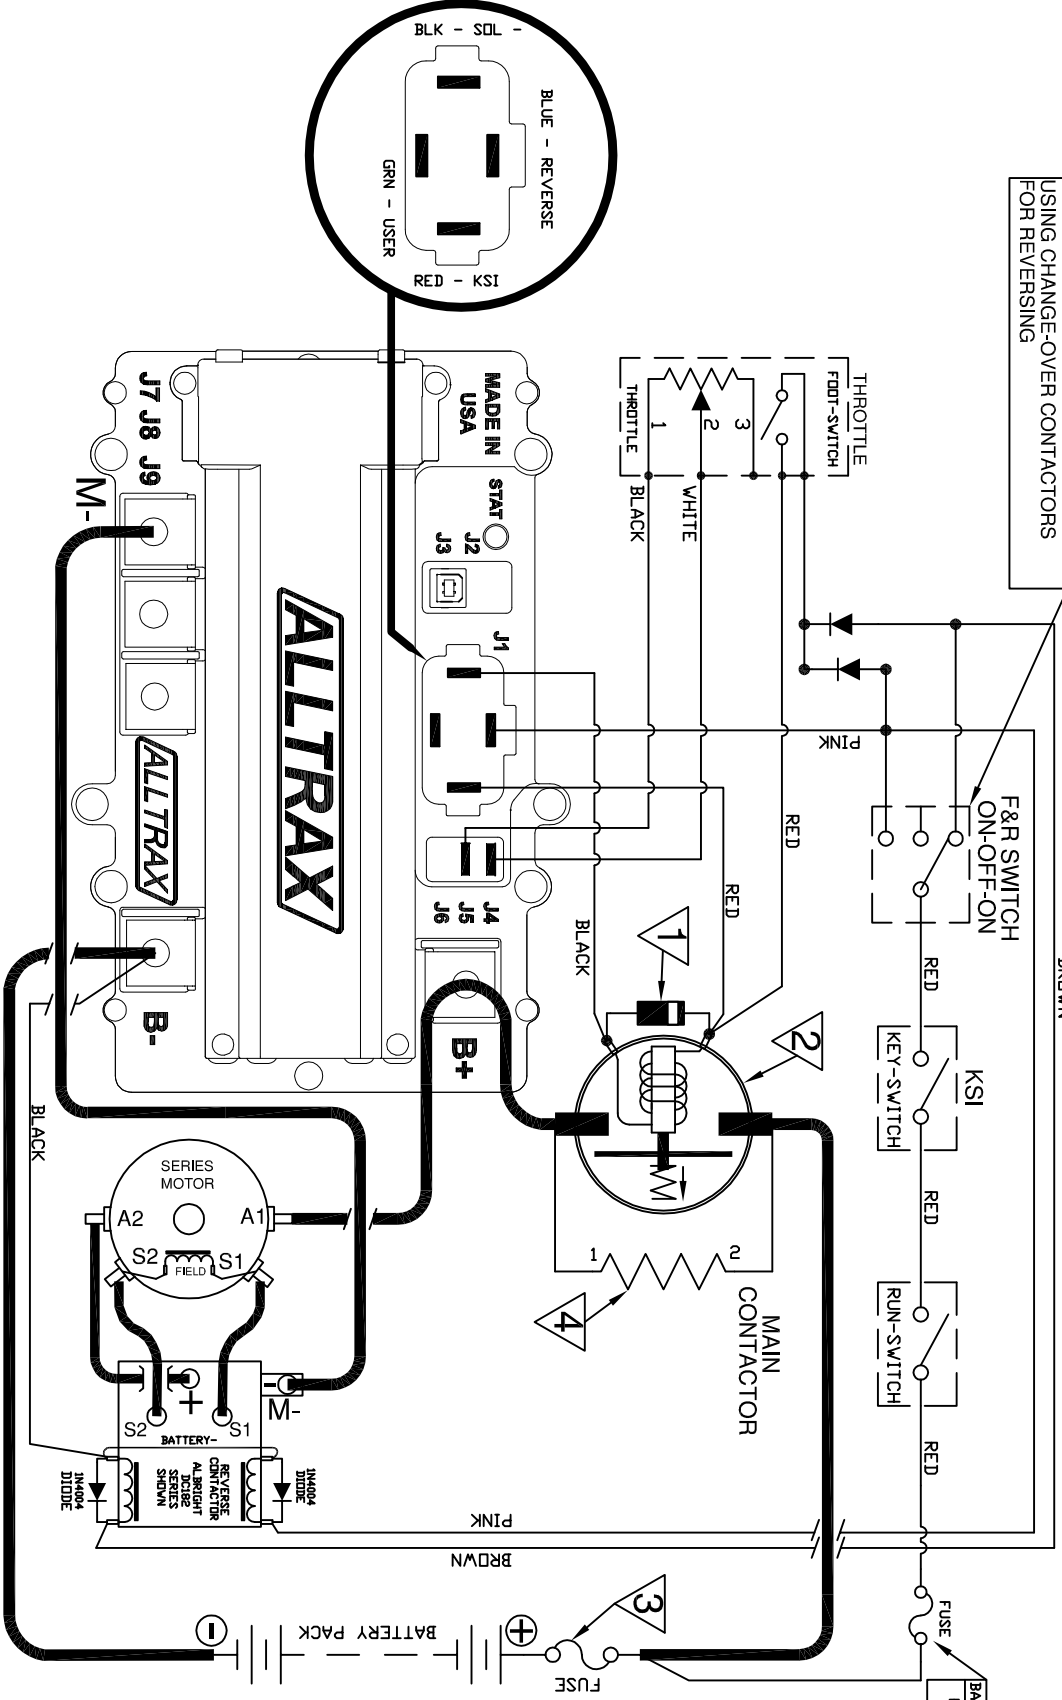 BLK - SOL -
BLUE - REVERSE
GRN - USER
RED - KSI
USING CHANGE-OVER CONTACTORS
FOR REVERSING
THROTTLE
FOOT-SWITCH
THROTTLE
1
2
3
BLACK
WHITE
PINK
RED
F&R SWITCH
ON-OFF-ON
RED
KSI
KEY-SWITCH
RED
RUN-SWITCH
RED
FUSE
BROWN
MADE IN
USA
STAT
J2
J3
J1
J4
J5
J6
J7 J8 J9
M-
ALLTRAX
ALLTRAX
B-
B+
RED
BLACK
1
2
1
2
4
MAIN
CONTACTOR
BLACK
SERIES
MOTOR
A2
A1
S2
S1
FIELD
M-
-
+
S2
S1
BATTERY-
REVERSE
CONTACTOR
ALBRIGHT
DC182
SERIES
SHOWN
1N4004
DIODE
1N4004
DIODE
PINK
BROWN
3
FUSE
+
BATTERY PACK
-
BA